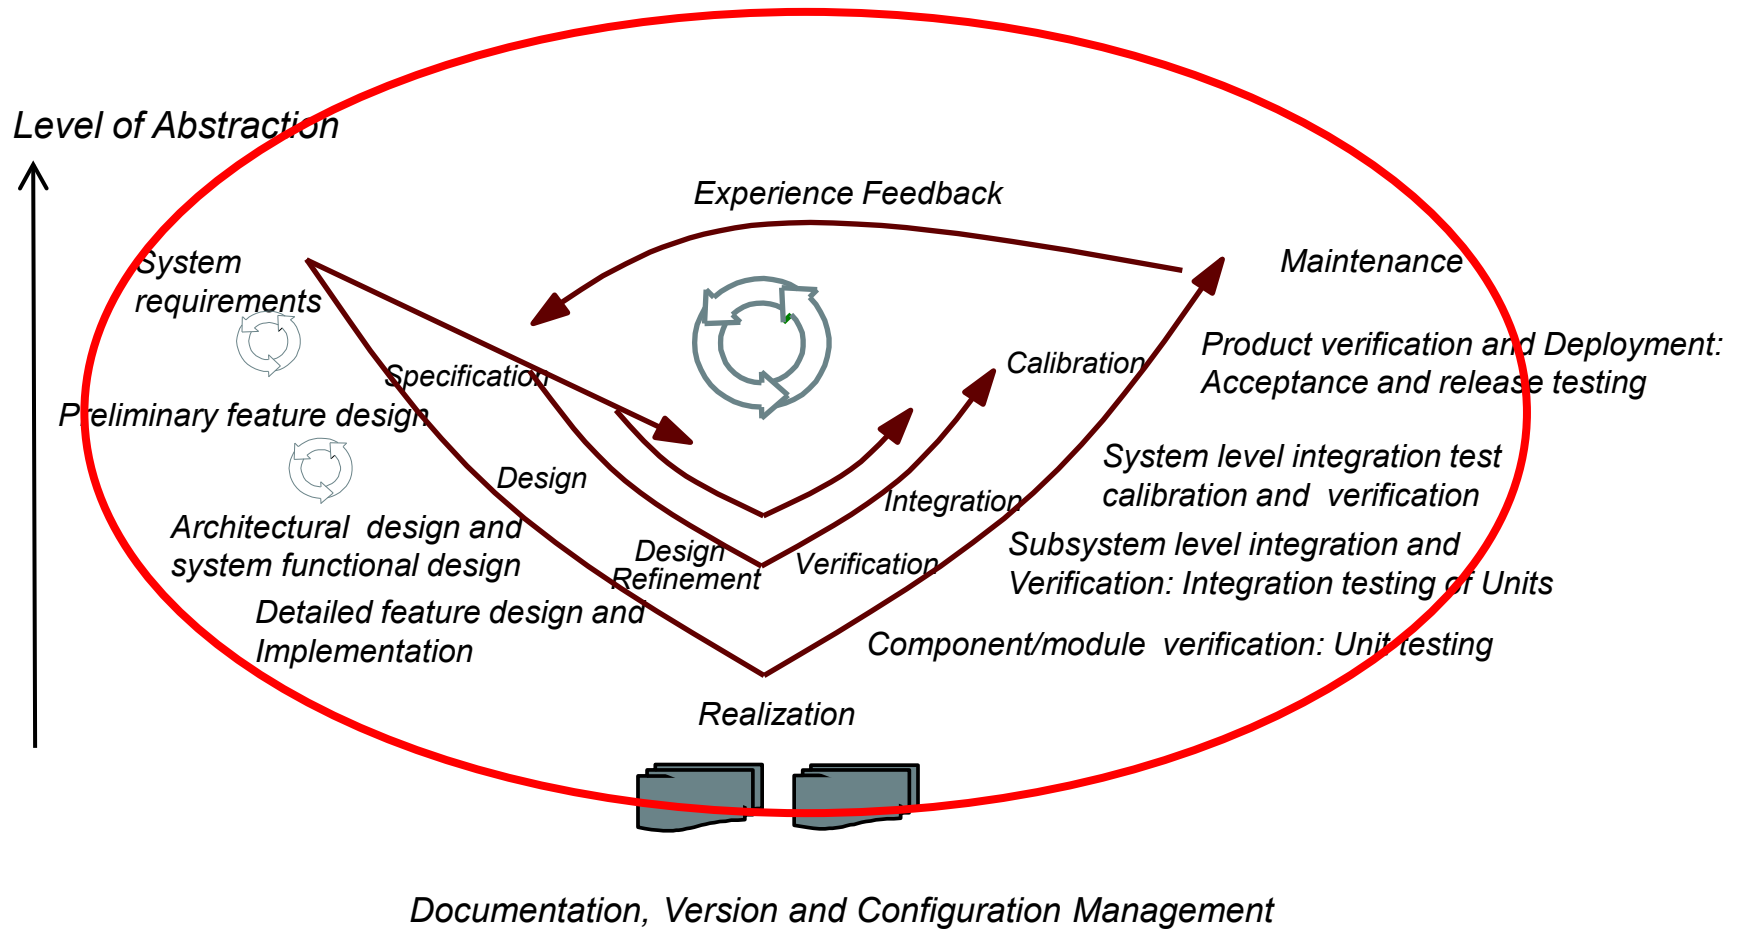 Level of Abstraction
Experience Feedback
System
requirements
Maintenance
Product verification and Deployment:
Acceptance and release testing
Specification
Calibration
Preliminary feature design
System level integration test
calibration and verification
Design
Integration
Architectural design and
system functional design
Design
Refinement
Verification
Subsystem level integration and
Verification: Integration testing of Units
Detailed feature design and
Implementation
Component/module verification: Unit testing
Realization
Documentation, Version and Configuration Management